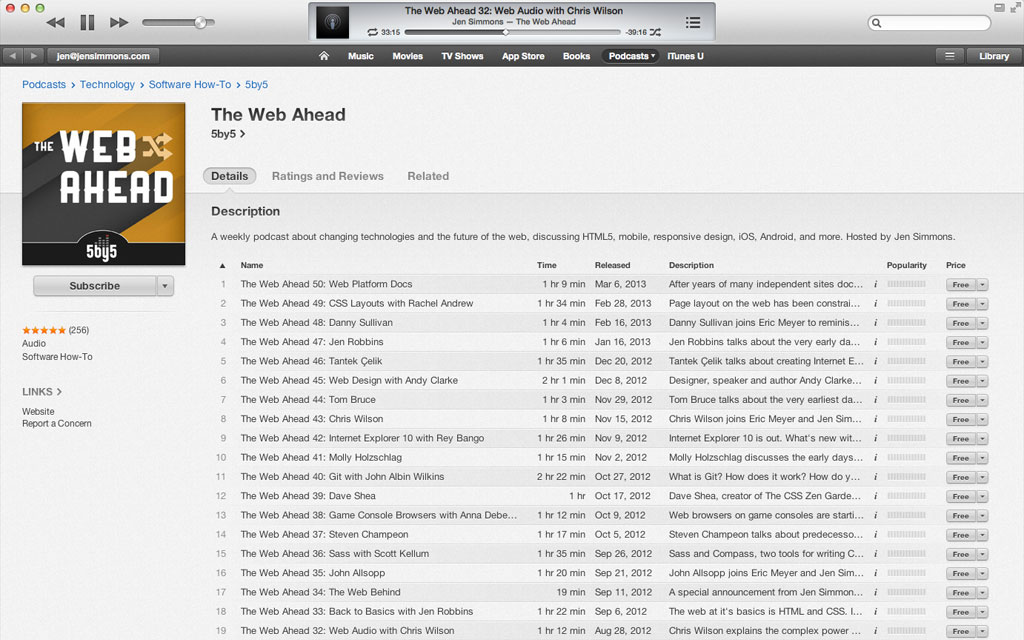 The Web Ahead 32: Web Audio with Chris Wilson
Jen Simmons — The Web Ahead
33:15 -39:16
jen@jensimmons.com Music Movies TV Shows App Store Books Podcasts iTunes U Library
Podcasts > Technology > Software How-To > 5by5
THE WEB AHEAD
5by5
Subscribe
(256)
Audio
Software How-To
LINKS >
Website
Report a Concern
The Web Ahead
5by5 >
Details Ratings and Reviews Related
Description
A weekly podcast about changing technologies and the future of the web, discussing HTML5, mobile, responsive design, iOS, Android, and more. Hosted by Jen Simmons.
▲ Name Time Released Description Popularity Price
1 The Web Ahead 50: Web Platform Docs 1 hr 9 min Mar 6, 2013 After years of many independent sites doc... i Free
2 The Web Ahead 49: CSS Layouts with Rachel Andrew 1 hr 34 min Feb 28, 2013 Page layout on the web has been constrai... i Free
3 The Web Ahead 48: Danny Sullivan 1 hr 4 min Feb 16, 2013 Danny Sullivan joins Eric Meyer to reminis... i Free
4 The Web Ahead 47: Jen Robbins 1 hr 6 min Jan 16, 2013 Jen Robbins talks about the very early da... i Free
5 The Web Ahead 46: Tantek Çelik 1 hr 35 min Dec 20, 2012 Tantek Çelik talks about creating Internet E... i Free
6 The Web Ahead 45: Web Design with Andy Clarke 2 hr 1 min Dec 8, 2012 Designer, speaker and author Andy Clarke... i Free
7 The Web Ahead 44: Tom Bruce 1 hr 3 min Nov 29, 2012 Tom Bruce talks about the very earliest da... i Free
8 The Web Ahead 43: Chris Wilson 1 hr 8 min Nov 15, 2012 Chris Wilson joins Eric Meyer and Jen Sim... i Free
9 The Web Ahead 42: Internet Explorer 10 with Rey Bango 1 hr 26 min Nov 9, 2012 Internet Explorer 10 is out. What's new wit... i Free
10 The Web Ahead 41: Molly Holzschlag 1 hr 15 min Nov 2, 2012 Molly Holzschlag discusses the early days... i Free
11 The Web Ahead 40: Git with John Albin Wilkins 2 hr 22 min Oct 27, 2012 What is Git? How does it work? How do y... i Free
12 The Web Ahead 39: Dave Shea 1 hr Oct 17, 2012 Dave Shea, creator of The CSS Zen Garde... i Free
13 The Web Ahead 38: Game Console Browsers with Anna Debe... 1 hr 12 min Oct 9, 2012 Web browsers on game consoles are starti... i Free
14 The Web Ahead 37: Steven Champeon 1 hr 17 min Oct 5, 2012 Steven Champeon talks about predecesso... i Free
15 The Web Ahead 36: Sass with Scott Kellum 1 hr 35 min Sep 26, 2012 Sass and Compass, two tools for writing C... i Free
16 The Web Ahead 35: John Allsopp 1 hr 20 min Sep 21, 2012 John Allsopp joins Eric Meyer and Jen Sim... i Free
17 The Web Ahead 34: The Web Behind 19 min Sep 11, 2012 A special announcement from Jen Simmon... i Free
18 The Web Ahead 33: Back to Basics with Jen Robbins 1 hr 22 min Sep 6, 2012 The web at it's basics is HTML and CSS. I... i Free
19 The Web Ahead 32: Web Audio with Chris Wilson 1 hr 12 min Aug 28, 2012 Chris Wilson explains the complex power ... i Free